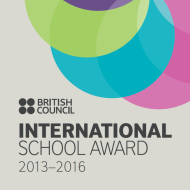 BRITISH
COUNCIL
INTERNATIONAL
SCHOOL AWARD
2013–2016